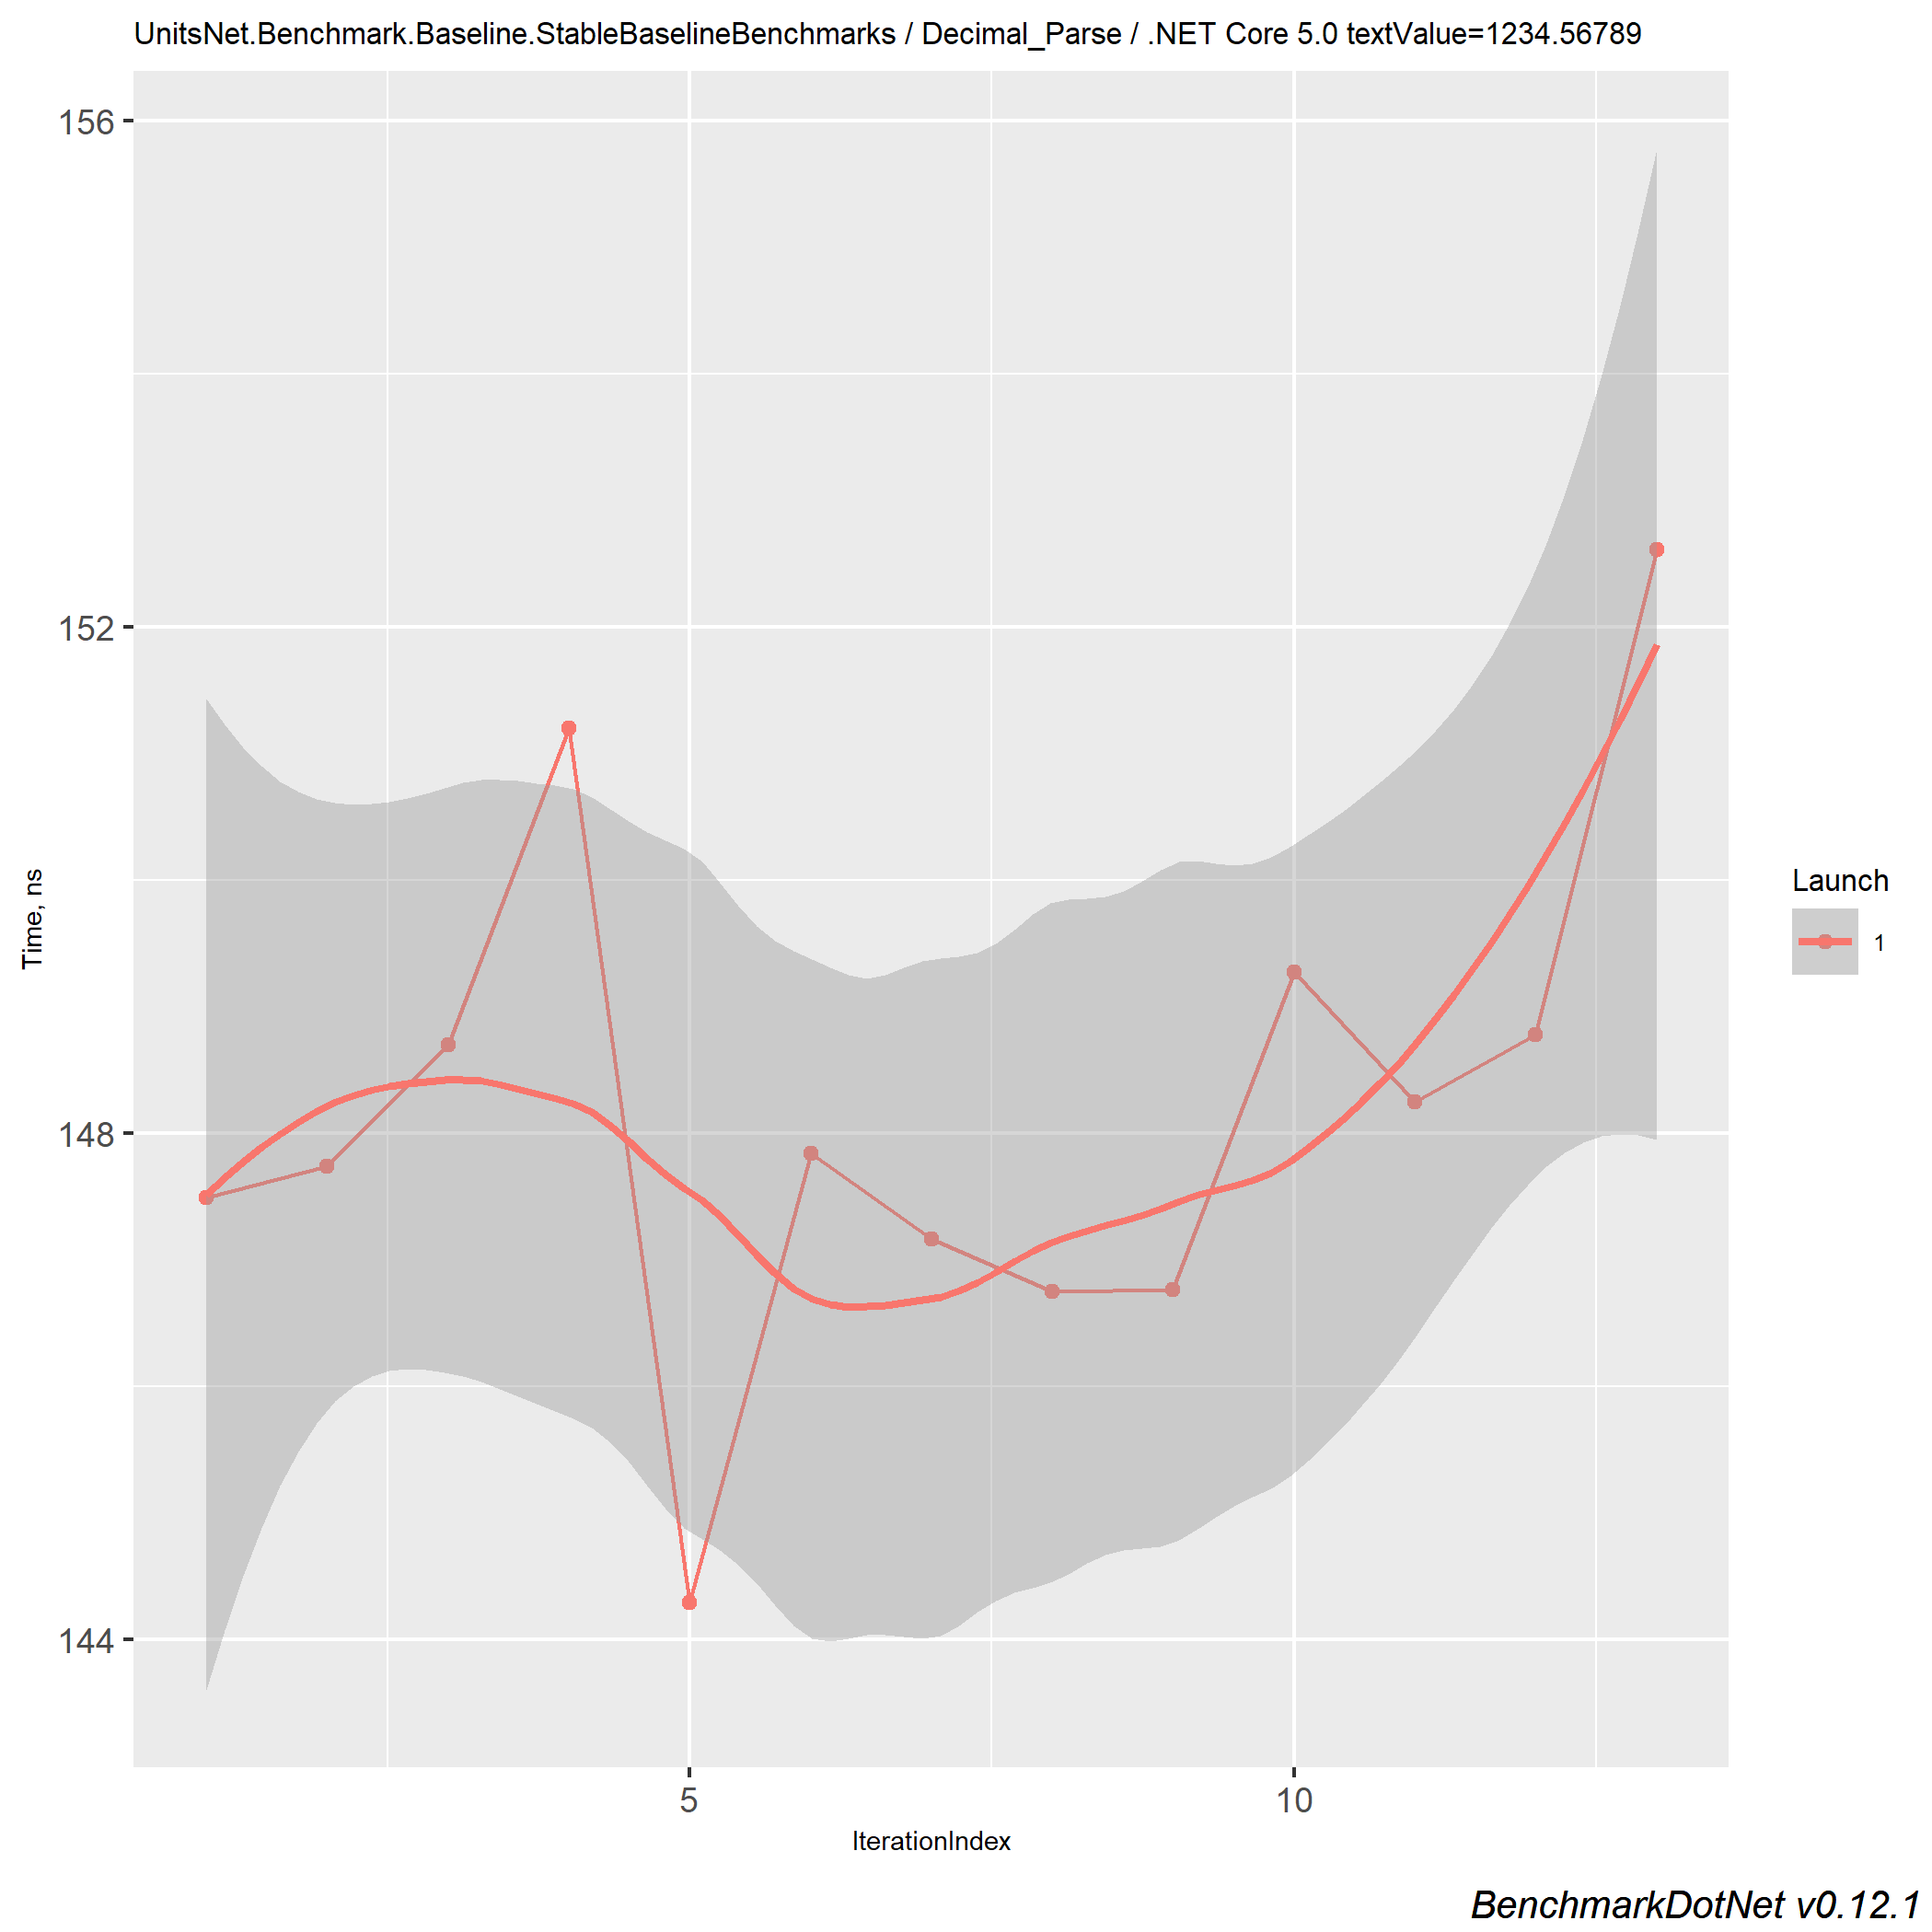 UnitsNet.Benchmark.Baseline.StableBaselineBenchmarks / Decimal_Parse / .NET Core 5.0 textValue=1234.56789
156
152
148
144
Time, ns
5
10
IterationIndex
Launch
1
BenchmarkDotNet v0.12.1